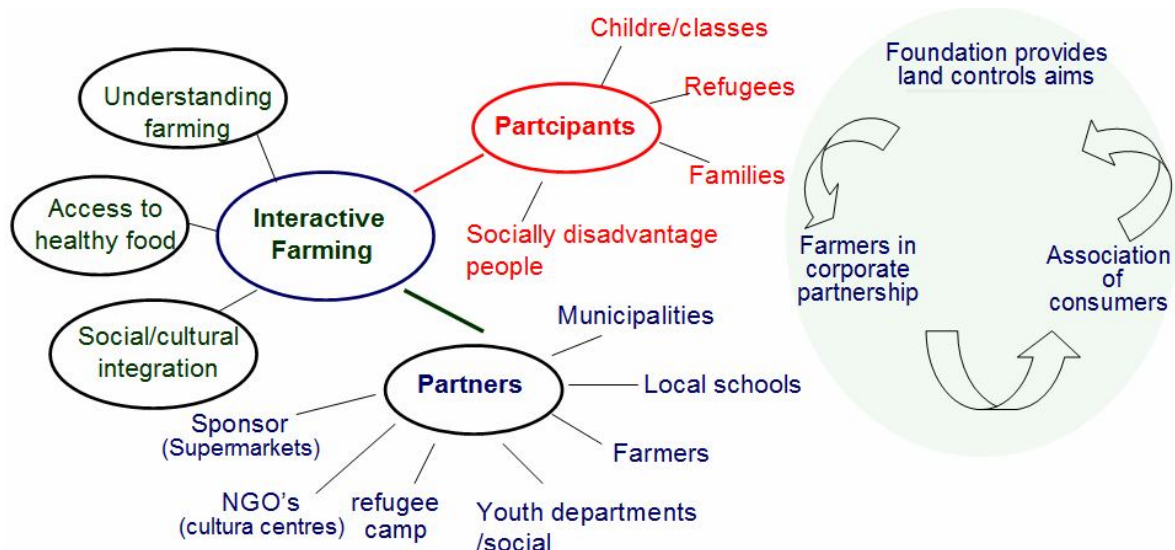 Understanding
farming
Access to
healthy food
Social/cultural
integration
Interactive
Farming
Partcipants
Childre/classes
Refugees
Families
Socially disadvantage
people
Partners
Municipalities
Local schools
Farmers
Youth departments
/social
refugee
camp
NGO's
(cultura centres)
Sponsor
(Supermarkets)
Foundation provides
land controls aims
Farmers in
corporate
partnership
Association
of
consumers